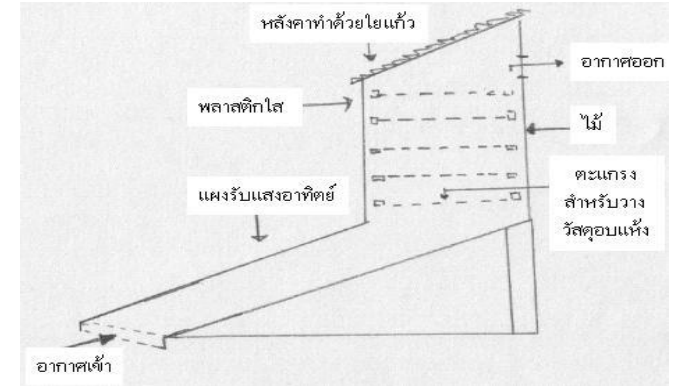 หลังคาทำด้วยใยแก้ว
อากาศออก
พลาสติกใส
ไม้
ตะแกรง
สำหรับวาง
วัสดุอบแห้ง
แผงรับแสงอาทิตย์
อากาศเข้า